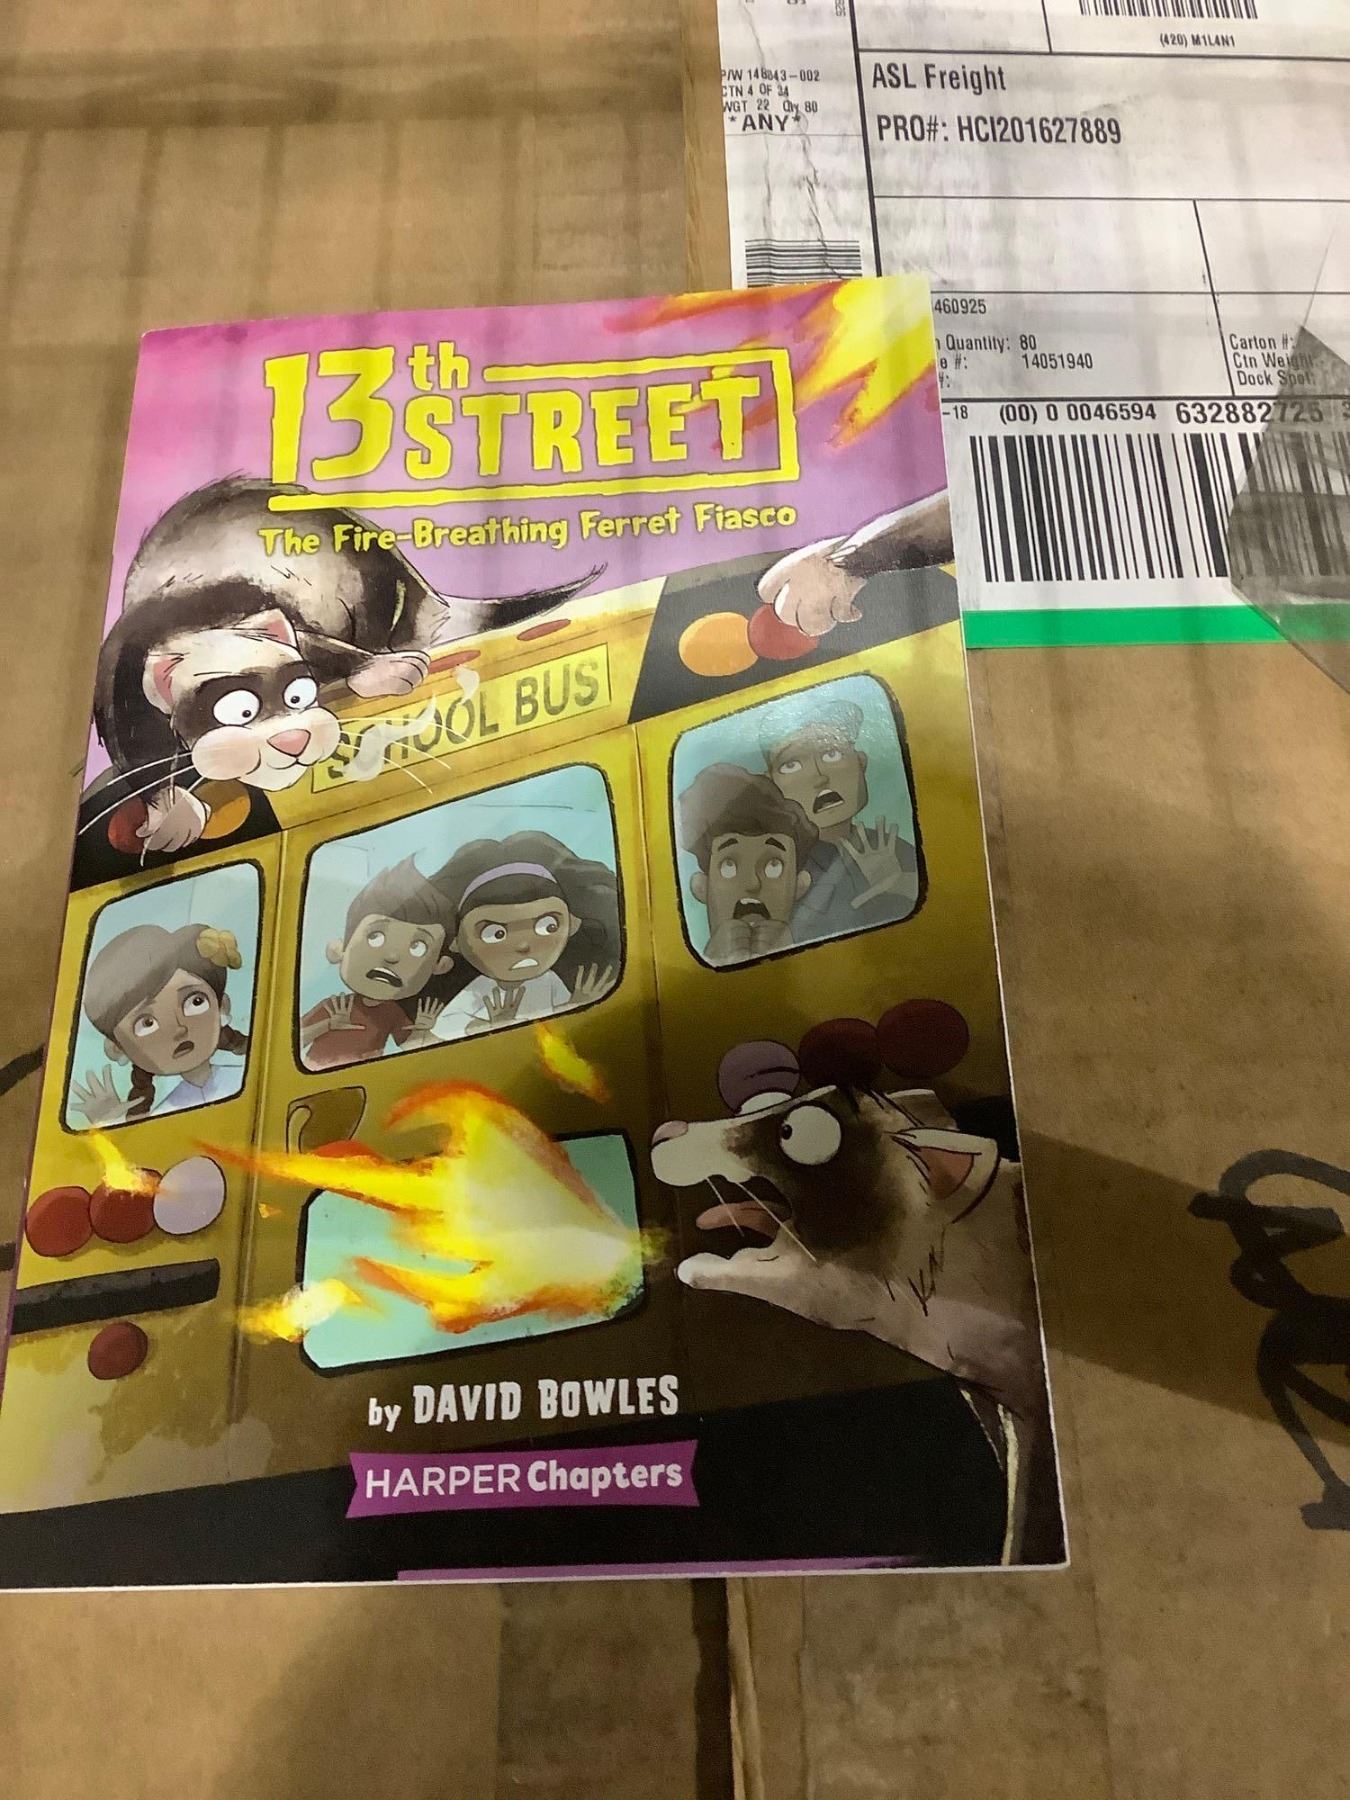 (420) M1L4N1
P/W 148843-002
CTN 4 OF 34
WGT 22 Qty 80
*ANY*
ASL Freight
PRO#: HCI201627889
460925
Quantity: 80
e #: 14051940
#:
Carton #:
Ctn Weight:
Dock Spot:
-18 (00) 0 0046594 632882725
13th
STREET
The Fire-Breathing Ferret Fiasco
SCHOOL BUS
by DAVID BOWLES
HARPER Chapters